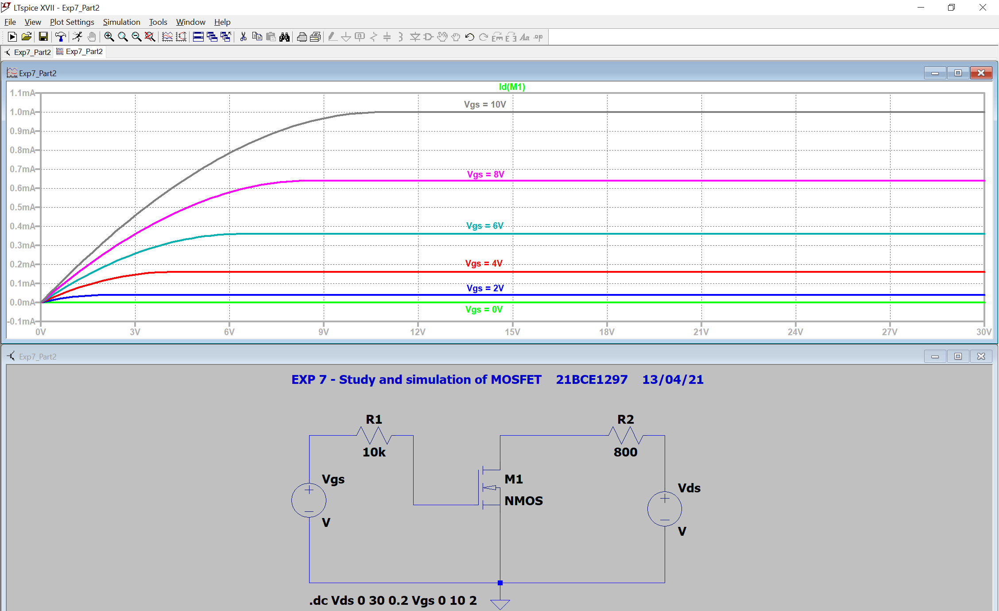 LTspice XVII - Exp7_Part2
File View Plot Settings Simulation Tools Window Help
Exp7_Part2 Exp7_Part2
Exp7_Part2
Id(M1)
1.1mA
1.0mA
0.9mA
0.8mA
0.7mA
0.6mA
0.5mA
0.4mA
0.3mA
0.2mA
0.1mA
0.0mA
-0.1mA
Vgs = 10V
Vgs = 8V
Vgs = 6V
Vgs = 4V
Vgs = 2V
Vgs = 0V
0V 3V 6V 9V 12V 15V 18V 21V 24V 27V 30V
Exp7_Part2
EXP 7 - Study and simulation of MOSFET 21BCE1297 13/04/21
R1
10k
R2
800
Vgs
V
M1
NMOS
Vds
V
.dc Vds 0 30 0.2 Vgs 0 10 2